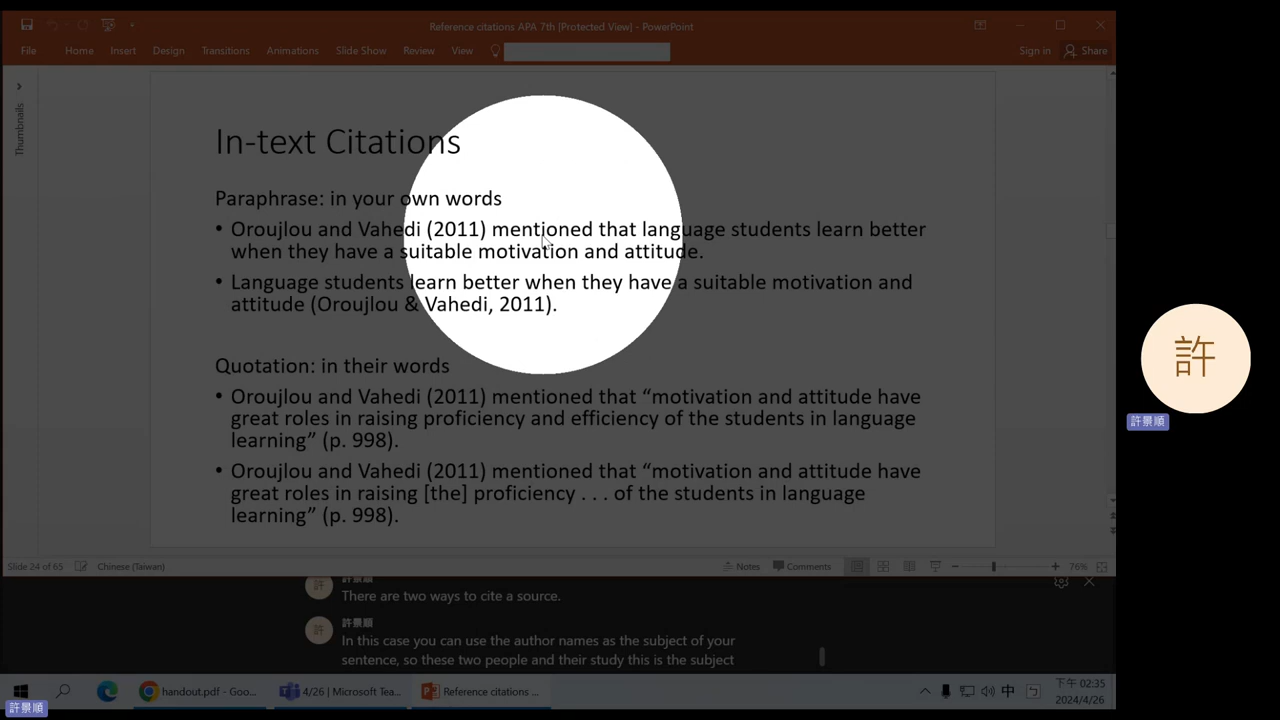 Reference citations APA 7th [Protected View] - PowerPoint
File Home Insert Design Transitions Animations Slide Show Review View
Sign in Share
Thumbnails
In-text Citations
Paraphrase: in your own words
• Oroujlou and Vahedi (2011) mentioned that language students learn better
when they have a suitable motivation and attitude.
• Language students learn better when they have a suitable motivation and
attitude (Oroujlou & Vahedi, 2011).
Quotation: in their words
• Oroujlou and Vahedi (2011) mentioned that “motivation and attitude have
great roles in raising proficiency and efficiency of the students in language
learning” (p. 998).
• Oroujlou and Vahedi (2011) mentioned that “motivation and attitude have
great roles in raising [the] proficiency . . . of the students in language
learning” (p. 998).
許
許景順
Slide 24 of 65 Chinese (Taiwan) Notes Comments 76%
許 許景順
There are two ways to cite a source.
許 許景順
In this case you can use the author names as the subject of your
sentence, so these two people and their study this is the subject
handout.pdf - Goo... 4/26 | Microsoft Tea... Reference citations ...
中
下午 02:35
2024/4/26
許景順